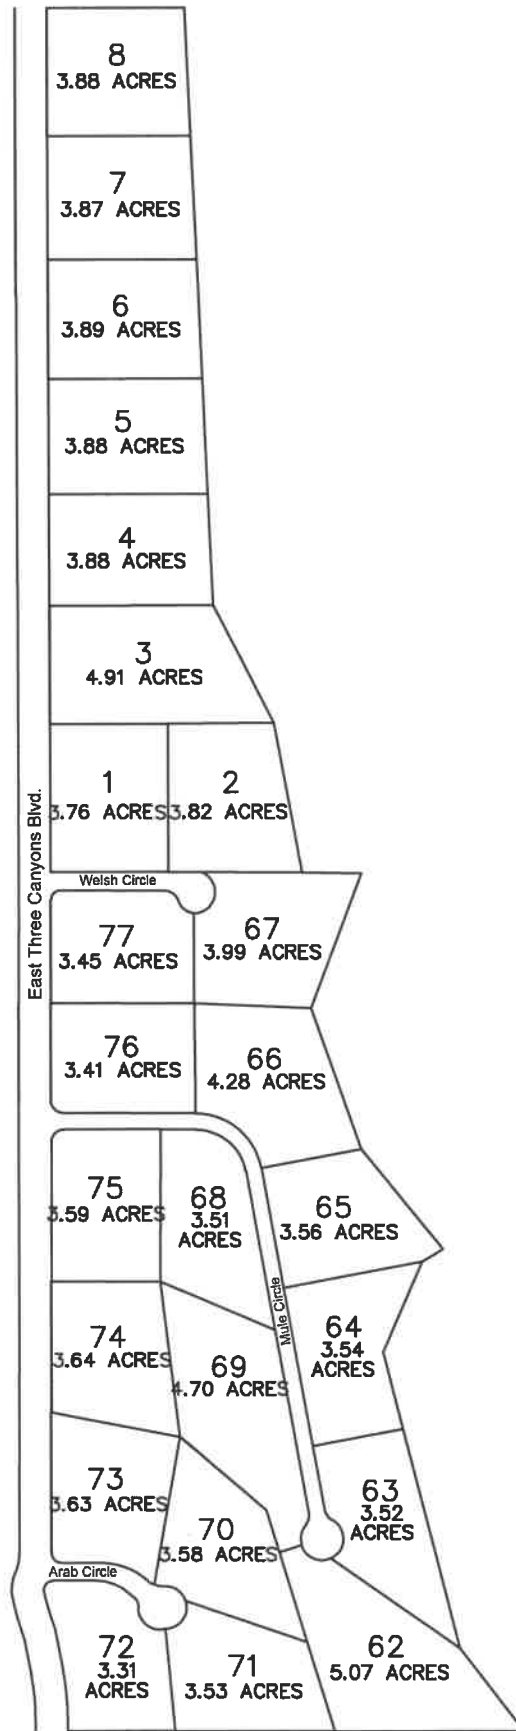 8
3.88 ACRES
7
3.87 ACRES
6
3.89 ACRES
5
3.88 ACRES
4
3.88 ACRES
3
4.91 ACRES
1
3.76 ACRES
2
3.82 ACRES
East Three Canyons Blvd.
Welsh Circle
77
3.45 ACRES
67
3.99 ACRES
76
3.41 ACRES
66
4.28 ACRES
75
3.59 ACRES
68
3.51
ACRES
65
3.56 ACRES
Mule Circle
74
3.64 ACRES
69
4.70 ACRES
64
3.54
ACRES
73
3.63 ACRES
70
3.58 ACRES
63
3.52
ACRES
Arab Circle
72
3.31
ACRES
71
3.53 ACRES
62
5.07 ACRES